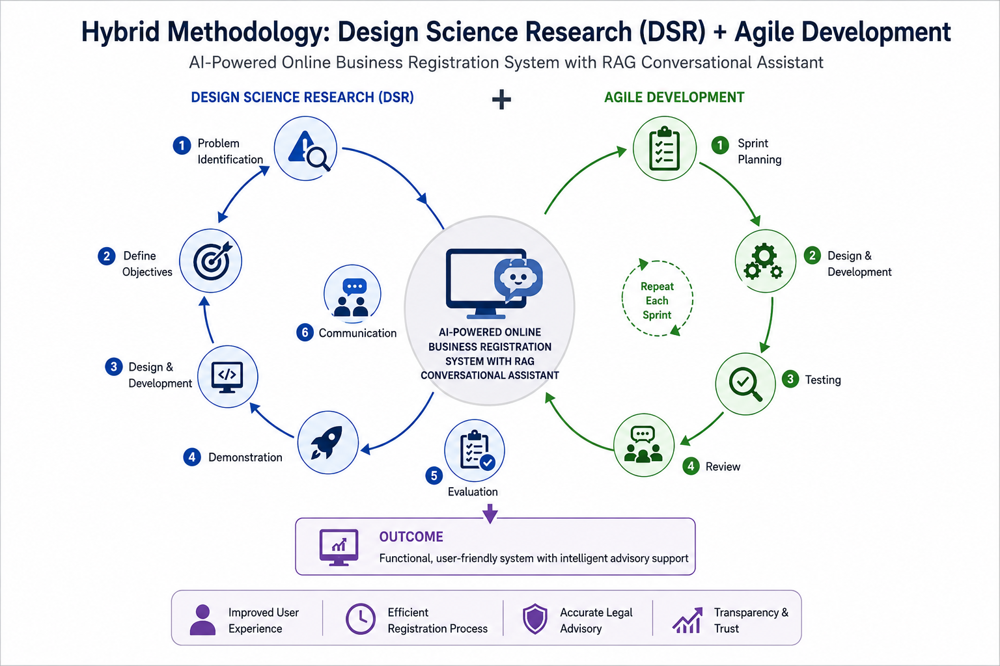 Hybrid Methodology: Design Science Research (DSR) + Agile Development
AI-Powered Online Business Registration System with RAG Conversational Assistant
DESIGN SCIENCE RESEARCH (DSR)
+
AGILE DEVELOPMENT
1 Problem
Identification
2 Define
Objectives
3 Design &
Development
</>
4 Demonstration
5
Evaluation
6 Communication
AI-POWERED ONLINE
BUSINESS REGISTRATION
SYSTEM WITH RAG
CONVERSATIONAL ASSISTANT
1 Sprint
Planning
2 Design &
Development
3 Testing
4 Review
Repeat
Each
Sprint
OUTCOME
Functional, user-friendly system with intelligent advisory support
Improved User
Experience
Efficient
Registration Process
Accurate Legal
Advisory
Transparency &
Trust